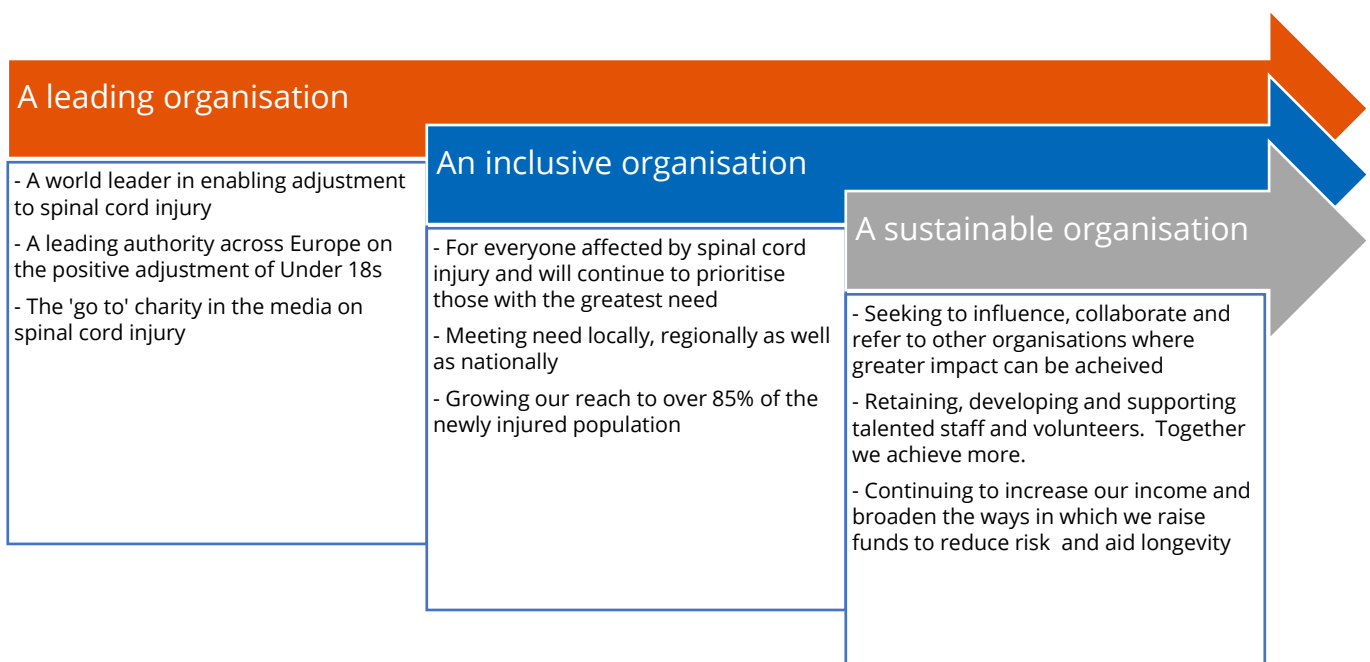 A leading organisation
- A world leader in enabling adjustment
to spinal cord injury
- A leading authority across Europe on
the positive adjustment of Under 18s
- The 'go to' charity in the media on
spinal cord injury
An inclusive organisation
- For everyone affected by spinal cord
injury and will continue to prioritise
those with the greatest need
- Meeting need locally, regionally as well
as nationally
- Growing our reach to over 85% of the
newly injured population
A sustainable organisation
- Seeking to influence, collaborate and
refer to other organisations where
greater impact can be acheived
- Retaining, developing and supporting
talented staff and volunteers.  Together
we achieve more.
- Continuing to increase our income and
broaden the ways in which we raise
funds to reduce risk  and aid longevity